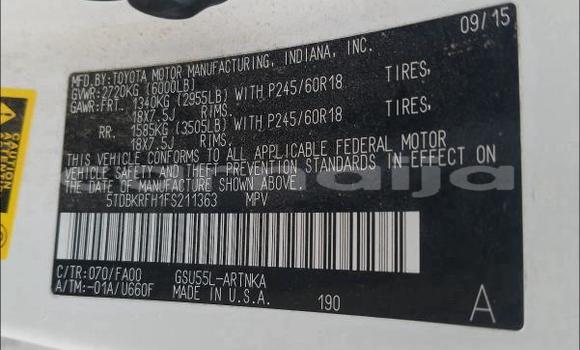 09/15
MFD.BY:TOYOTA MOTOR MANUFACTURING, INDIANA, INC.
GVWR:2720KG(6000LB)
GAWR:FRT. 1340KG(2955LB)WITH P245/60R18 TIRES,
18X7.5J RIMS.
RR. 1585KG(3505LB)WITH P245/60R18 TIRES,
18X7.5J RIMS.
THIS VEHICLE CONFORMS TO ALL APPLICABLE FEDERAL MOTOR
VEHICLE SAFETY AND THEFT PREVENTION STANDARDS IN EFFECT ON
THE DATE OF MANUFACTURE SHOWN ABOVE.
5TDBKRFH1FS211363 MPV
C/TR:070/FA00 GSU55L-ARTNKA
A/TM:-01A/U660F MADE IN U.S.A. 190 A
CAUTION